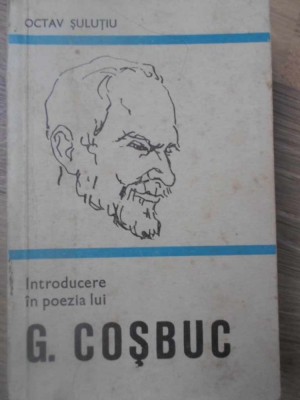 OCTAV ŞULUŢIU
Introducere
în poezia lui
G. COŞBUC